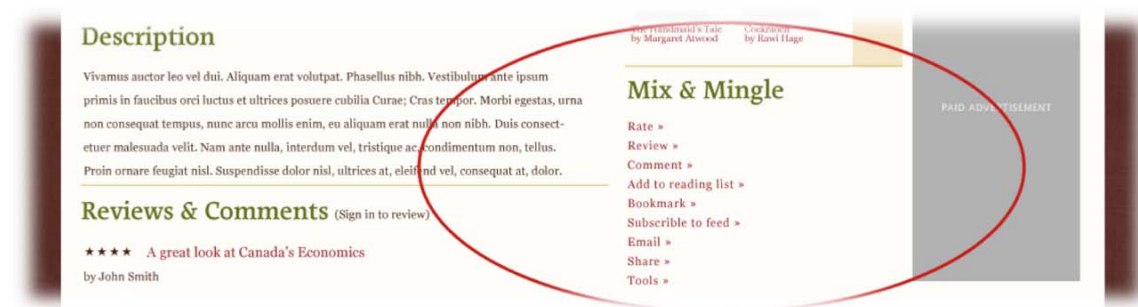 Description
Vivamus auctor leo vel dui. Aliquam erat volutpat. Phasellus nibh. Vestibulum ante ipsum
primis in faucibus orci luctus et ultrices posuere cubilia Curae; Cras tempor. Morbi egestas, urna
non consequat tempus, nunc arcu mollis enim, eu aliquam erat nulla non nibh. Duis consect-
etuer malesuada velit. Nam ante nulla, interdum vel, tristique ac, condimentum non, tellus.
Proin ornare feugiat nisl. Suspendisse dolor nisl, ultrices at, eleifend vel, consequat at, dolor.
Reviews & Comments (Sign in to review)
★★★★ A great look at Canada's Economics
by John Smith
The Handmaid's Tale
by Margaret Atwood
Cockroach
by Rawi Hage
Mix & Mingle
Rate »
Review »
Comment »
Add to reading list »
Bookmark »
Subscrible to feed »
Email »
Share »
Tools »
PAID ADVERTISEMENT